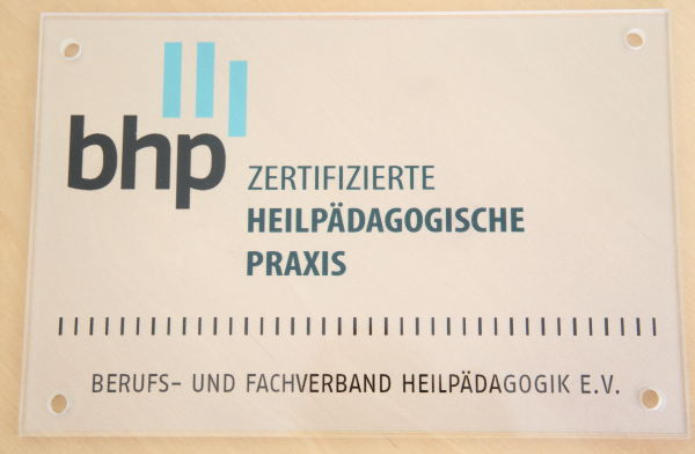 bhp
ZERTIFIZIERTE
HEILPÄDAGOGISCHE
PRAXIS
BERUFS- UND FACHVERBAND HEILPÄDAGOGIK E.V.